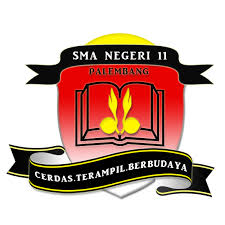 SMA NEGERI 11
PALEMBANG
CERDAS.TERAMPIL.BERBUDAYA